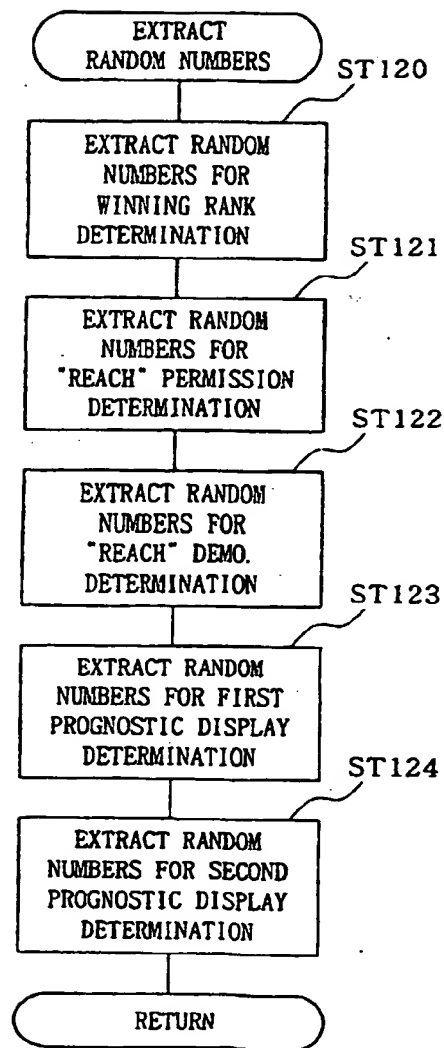 EXTRACT
RANDOM NUMBERS
ST120
EXTRACT RANDOM
NUMBERS FOR
WINNING RANK
DETERMINATION
ST121
EXTRACT RANDOM
NUMBERS FOR
"REACH" PERMISSION
DETERMINATION
ST122
EXTRACT RANDOM
NUMBERS FOR
"REACH" DEMO.
DETERMINATION
ST123
EXTRACT RANDOM
NUMBERS FOR FIRST
PROGNOSTIC DISPLAY
DETERMINATION
ST124
EXTRACT RANDOM
NUMBERS FOR SECOND
PROGNOSTIC DISPLAY
DETERMINATION
RETURN